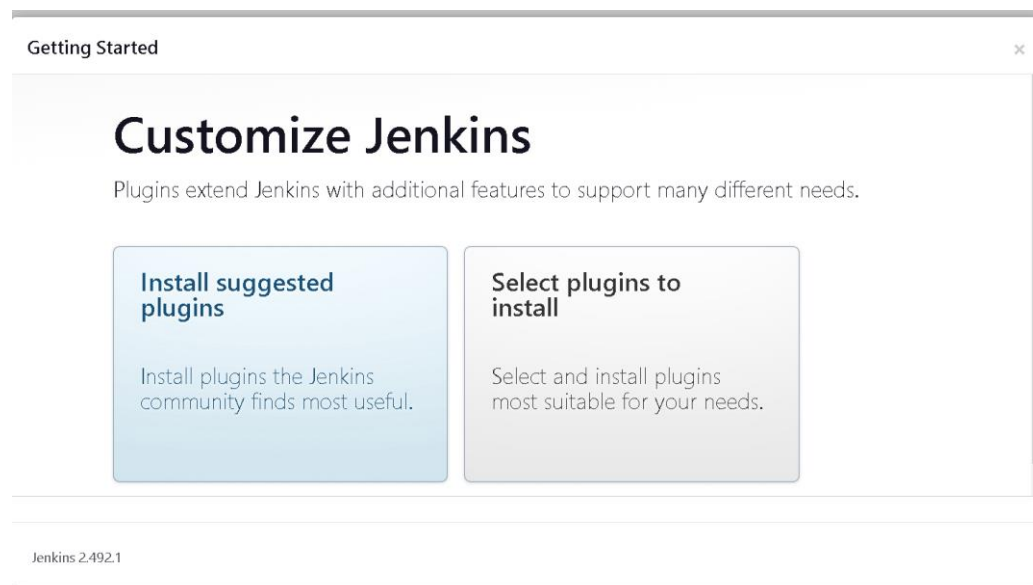 Getting Started
×
Customize Jenkins
Plugins extend Jenkins with additional features to support many different needs.
Install suggested
plugins
Install plugins the Jenkins
community finds most useful.
Select plugins to
install
Select and install plugins
most suitable for your needs.
Jenkins 2.492.1